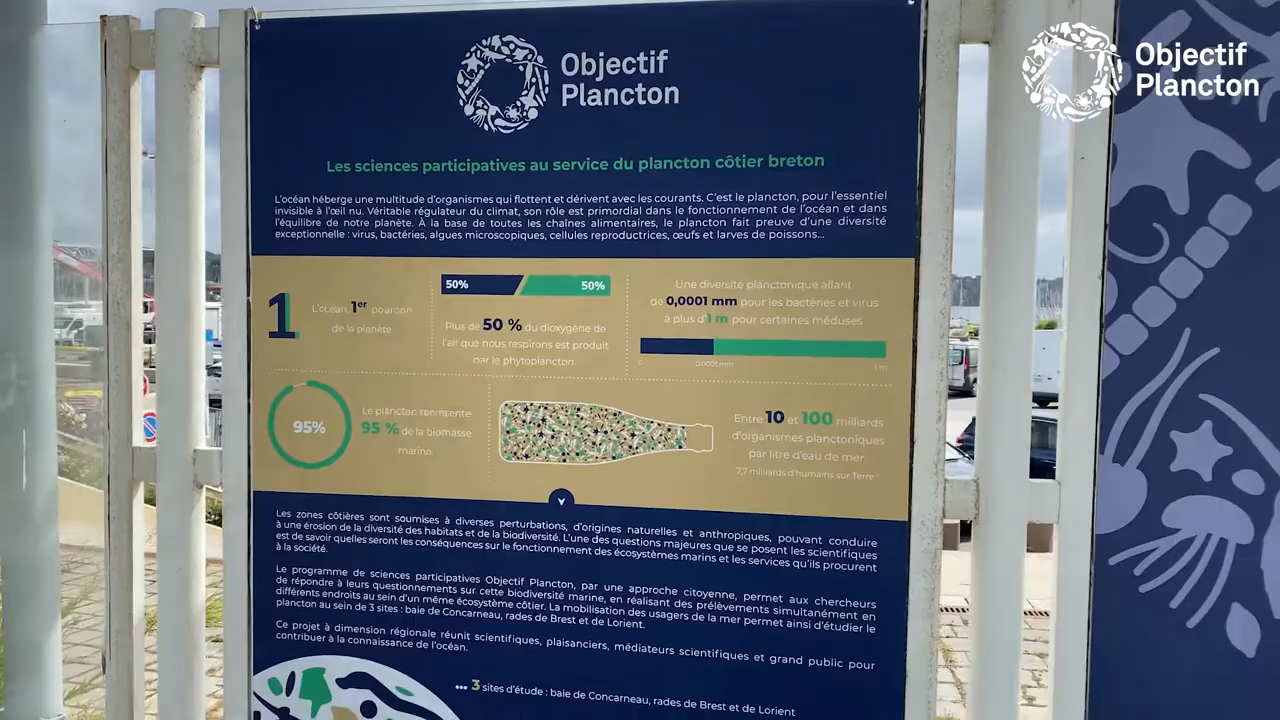 Objectif
Plancton
Objectif
Plancton
Les sciences participatives au service du plancton côtier breton
L'océan héberge une multitude d'organismes qui flottent et dérivent avec les courants. C'est le plancton, pour l'essentiel
invisible à l'œil nu. Véritable régulateur du climat, son rôle est primordial dans le fonctionnement de l'océan et dans
l'équilibre de notre planète. À la base de toutes les chaînes alimentaires, le plancton fait preuve d'une diversité
exceptionnelle : virus, bactéries, algues microscopiques, cellules reproductrices, œufs et larves de poissons...
1
L'océan, 1er poumon
de la planète
50% 50%
Plus de 50 % du dioxygène de
l'air que nous respirons est produit
par le phytoplancton.
Une diversité planctonique allant
de 0,0001 mm pour les bactéries et virus
à plus d'1 m pour certaines méduses
0,0001 mm 1 m
95%
Le plancton représente
95 % de la biomasse
marine.
Entre 10 et 100 milliards
d'organismes planctoniques
par litre d'eau de mer
7,7 milliards d'humains sur Terre !
Les zones côtières sont soumises à diverses perturbations, d'origines naturelles et anthropiques, pouvant conduire
à une érosion de la diversité des habitats et de la biodiversité. L'une des questions majeures que se posent les scientifiques
est de savoir quelles seront les conséquences sur le fonctionnement des écosystèmes marins et les services qu'ils procurent
à la société.
Le programme de sciences participatives Objectif Plancton, par une approche citoyenne, permet aux chercheurs
de répondre à leurs questionnements sur cette biodiversité marine, en réalisant des prélèvements simultanément en
différents endroits au sein d'un même écosystème côtier. La mobilisation des usagers de la mer permet ainsi d'étudier le
plancton au sein de 3 sites : baie de Concarneau, rades de Brest et de Lorient.
Ce projet à dimension régionale réunit scientifiques, plaisanciers, médiateurs scientifiques et grand public pour
contribuer à la connaissance de l'océan.
... 3 sites d'étude : baie de Concarneau, rades de Brest et de Lorient